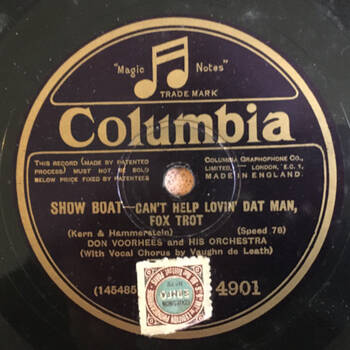 "Magic Notes"
TRADE MARK
Columbia
THIS RECORD (MADE BY PATENTED
PROCESS) MUST NOT BE SOLD
BELOW PRICE FIXED BY PATENTEES
COLUMBIA GRAPHOPHONE CO.,
LIMITED, — LONDON, E.C.1,
MADE IN ENGLAND.
SHOW BOAT—CAN'T HELP LOVIN' DAT MAN,
FOX TROT
(Kern & Hammerstein) (Speed 78)
DON VOORHEES AND HIS ORCHESTRA
(With Vocal Chorus by Vaughn de Leath)
(145485
4901